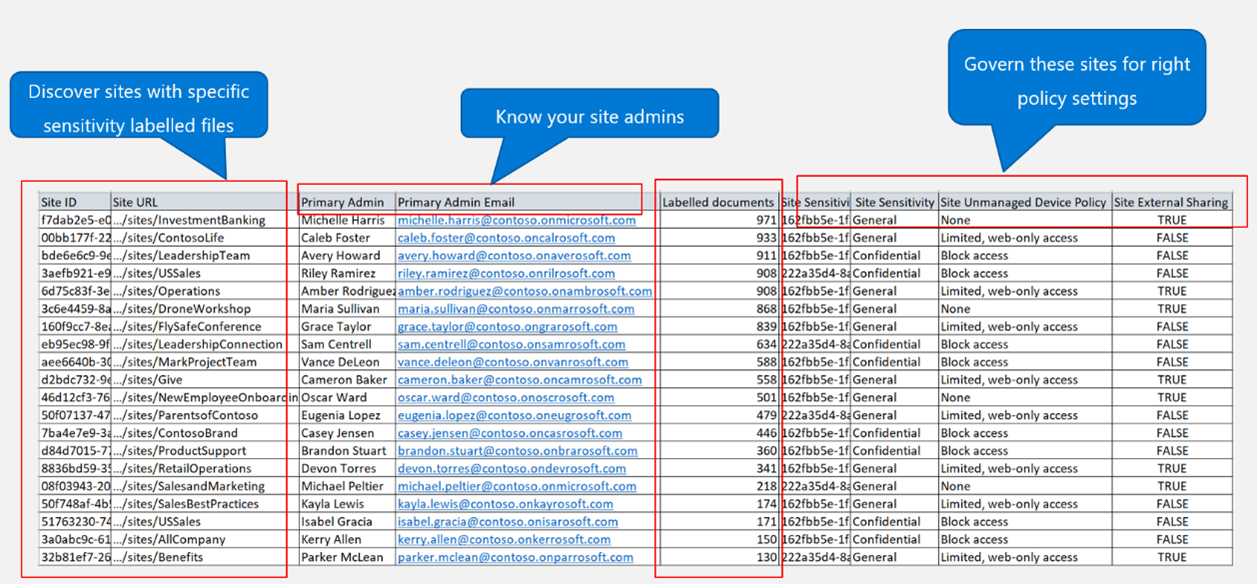 Discover sites with specific
sensitivity labelled files
Know your site admins
Govern these sites for right
policy settings
Site ID Site URL Primary Admin Primary Admin Email Labelled documents Site Sensitivi Site Sensitivity Site Unmanaged Device Policy Site External Sharing
f7dab2e5-e0 .../sites/InvestmentBanking Michelle Harris michelle.harris@contoso.onmicrosoft.com 971 162fbb5e-1f General None TRUE
00bb177f-22 .../sites/ContosoLife Caleb Foster caleb.foster@contoso.oncalrosoft.com 933 162fbb5e-1f General Limited, web-only access FALSE
bde6e6c9-9e .../sites/LeadershipTeam Avery Howard avery.howard@contoso.onaverosoft.com 911 162fbb5e-1f Confidential Block access FALSE
3aefb921-e9 .../sites/USSales Riley Ramirez riley.ramirez@contoso.onrilrosoft.com 908 222a35d4-8a Confidential Block access FALSE
6d75c83f-3e .../sites/Operations Amber Rodriguez amber.rodriguez@contoso.onambrosoft.com 908 162fbb5e-1f General Limited, web-only access TRUE
3c6e4459-8a .../sites/DroneWorkshop Maria Sullivan maria.sullivan@contoso.onmarrosoft.com 868 162fbb5e-1f General None TRUE
160f9cc7-8e .../sites/FlySafeConference Grace Taylor grace.taylor@contoso.ongrarosoft.com 839 162fbb5e-1f General Limited, web-only access FALSE
eb95ec98-9f .../sites/LeadershipConnection Sam Centrell sam.centrell@contoso.onsamrosoft.com 634 222a35d4-8a Confidential Block access FALSE
aee6640b-30 .../sites/MarkProjectTeam Vance DeLeon vance.deleon@contoso.onvanrosoft.com 588 162fbb5e-1f Confidential Block access FALSE
d2bdc732-9e .../sites/Give Cameron Baker cameron.baker@contoso.oncamrosoft.com 558 162fbb5e-1f General Limited, web-only access TRUE
46d12cf3-76 .../sites/NewEmployeeOnboardin Oscar Ward oscar.ward@contoso.onoscrosoft.com 501 162fbb5e-1f General None TRUE
50f07137-47 .../sites/ParentsofContoso Eugenia Lopez eugenia.lopez@contoso.oneugrosoft.com 479 222a35d4-8a General Limited, web-only access FALSE
7ba4e7e9-3a .../sites/ContosoBrand Casey Jensen casey.jensen@contoso.oncasrosoft.com 446 162fbb5e-1f Confidential Block access FALSE
d84d7015-77 .../sites/ProductSupport Brandon Stuart brandon.stuart@contoso.onbrarosoft.com 360 162fbb5e-1f Confidential Block access FALSE
8836bd59-35 .../sites/RetailOperations Devon Torres devon.torres@contoso.ondevrosoft.com 341 162fbb5e-1f General Limited, web-only access TRUE
08f03943-20 .../sites/SalesandMarketing Michael Peltier michael.peltier@contoso.onmicrosoft.com 218 162fbb5e-1f General None TRUE
50f748af-4b .../sites/SalesBestPractices Kayla Lewis kayla.lewis@contoso.onkayrosoft.com 174 162fbb5e-1f General Limited, web-only access FALSE
51763230-74 .../sites/USSales Isabel Gracia isabel.gracia@contoso.onisarosoft.com 171 162fbb5e-1f Confidential Block access FALSE
3a0abc9c-61 .../sites/AllCompany Kerry Allen kerry.allen@contoso.onkerrosoft.com 150 162fbb5e-1f Confidential Block access FALSE
32b81ef7-26 .../sites/Benefits Parker McLean parker.mclean@contoso.onparrosoft.com 130 222a35d4-8a General Limited, web-only access TRUE